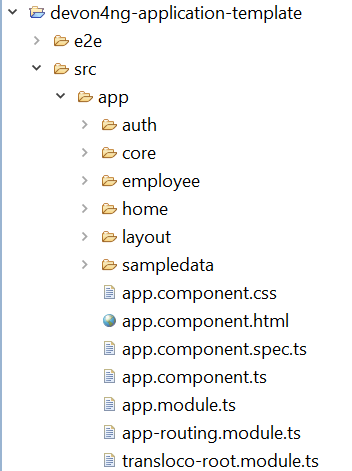 devon4ng-application-template
e2e
src
app
auth
core
employee
home
layout
sampledata
app.component.css
app.component.html
app.component.spec.ts
app.component.ts
app.module.ts
app-routing.module.ts
transloco-root.module.ts